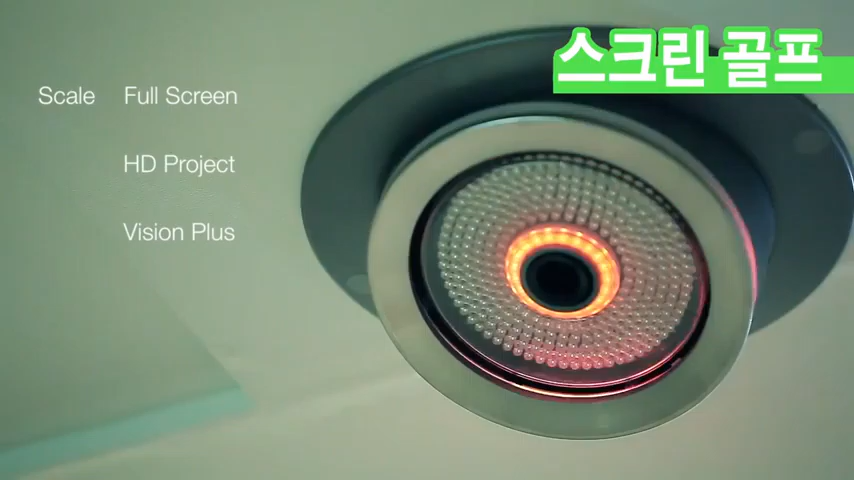 스크린 골프
Scale Full Screen
HD Project
Vision Plus